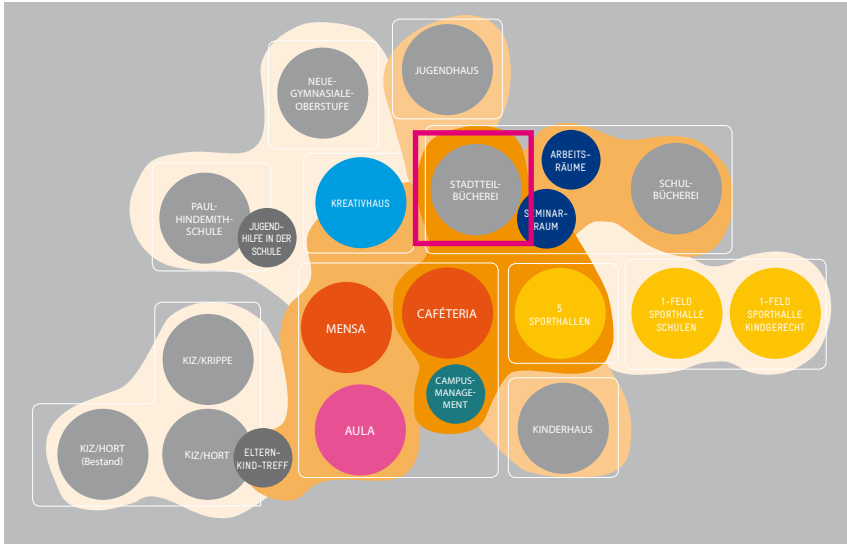 JUGENDHAUS
NEUE-
GYMNASIALE-
OBERSTUFE
ARBEITS-
RÄUME
STADTTEIL-
BÜCHEREI
SCHUL-
BÜCHEREI
KREATIVHAUS
PAUL-
HINDEMITH-
SCHULE
SEMINAR-
RAUM
JUGEND-
HILFE IN DER
SCHULE
MENSA
CAFÉTERIA
5
SPORTHALLEN
1-FELD
SPORTHALLE
SCHULEN
1-FELD
SPORTHALLE
KINDGERECHT
KIZ/KRIPPE
CAMPUS-
MANAGE-
MENT
AULA
KINDERHAUS
KIZ/HORT
(Bestand)
KIZ/HORT
ELTERN-
KIND-TREFF